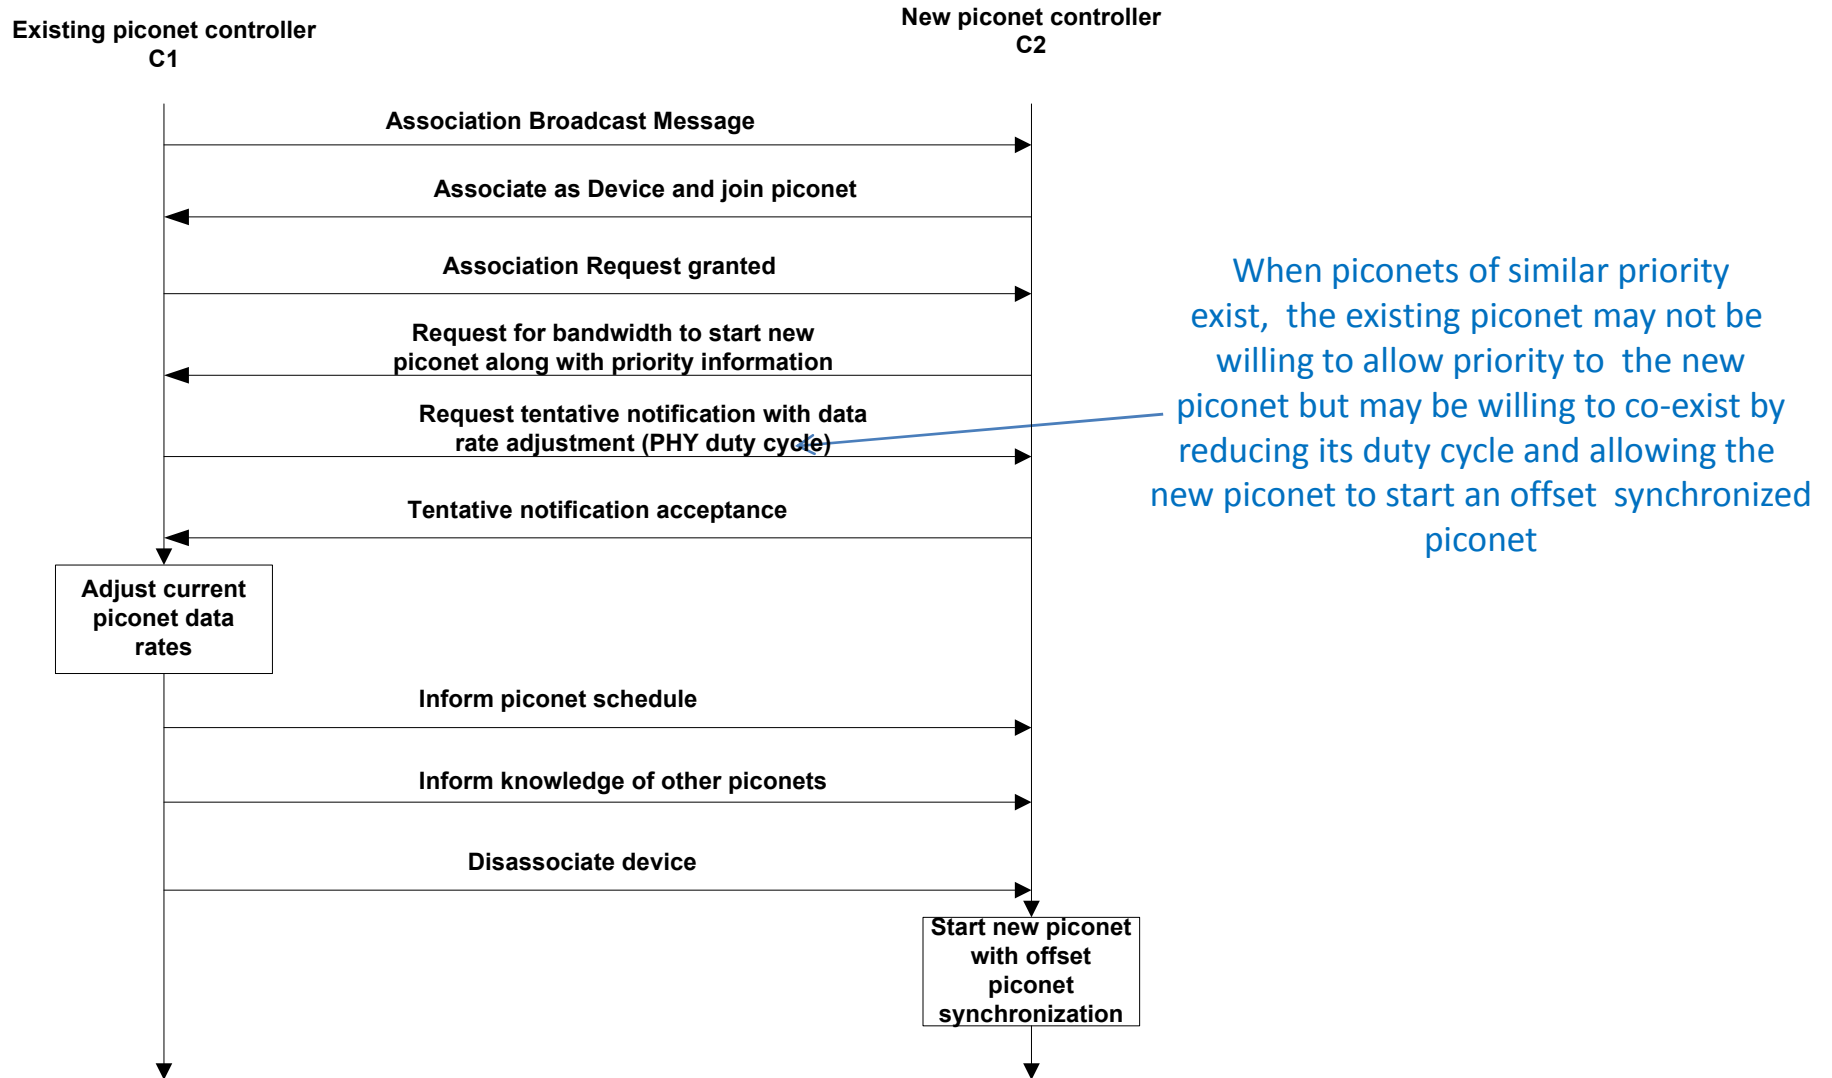 Existing piconet controller
C1
New piconet controller
C2
Association Broadcast Message
Associate as Device and join piconet
Association Request granted
Request for bandwidth to start new
piconet along with priority information
Request tentative notification with data
rate adjustment (PHY duty cycle)
Tentative notification acceptance
When piconets of similar priority
exist, the existing piconet may not be
willing to allow priority to the new
piconet but may be willing to co-exist by
reducing its duty cycle and allowing the
new piconet to start an offset synchronized
piconet
Adjust current
piconet data
rates
Inform piconet schedule
Inform knowledge of other piconets
Disassociate device
Start new piconet
with offset
piconet
synchronization